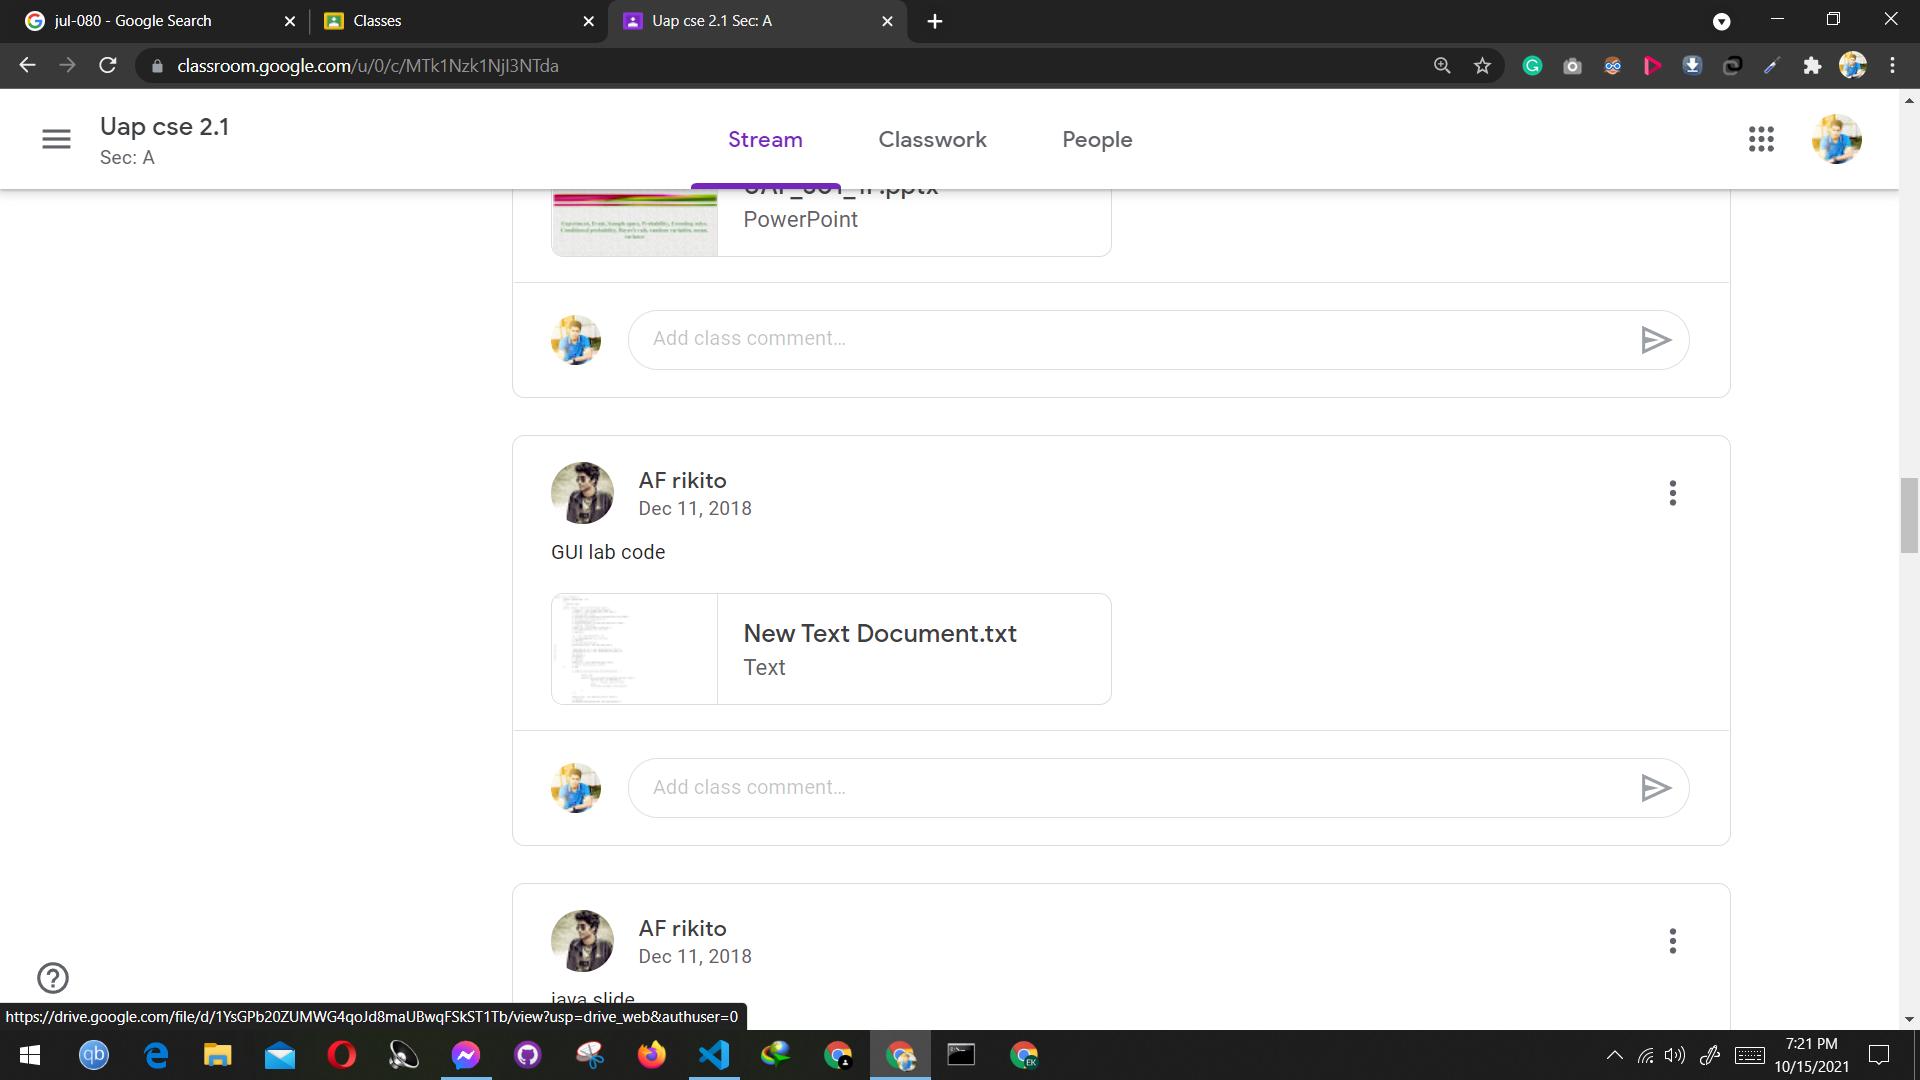 jul-080 - Google Search
Classes
Uap cse 2.1 Sec: A
classroom.google.com/u/0/c/MTk1Nzk1NjI3NTda
Uap cse 2.1
Sec: A
Stream
Classwork
People
PowerPoint
Add class comment...
AF rikito
Dec 11, 2018
GUI lab code
New Text Document.txt
Text
Add class comment...
AF rikito
Dec 11, 2018
java slide
https://drive.google.com/file/d/1YsGPb20ZUMWG4qoJd8maUBwqFSkST1Tb/view?usp=drive_web&authuser=0
qb
EK
7:21 PM
10/15/2021